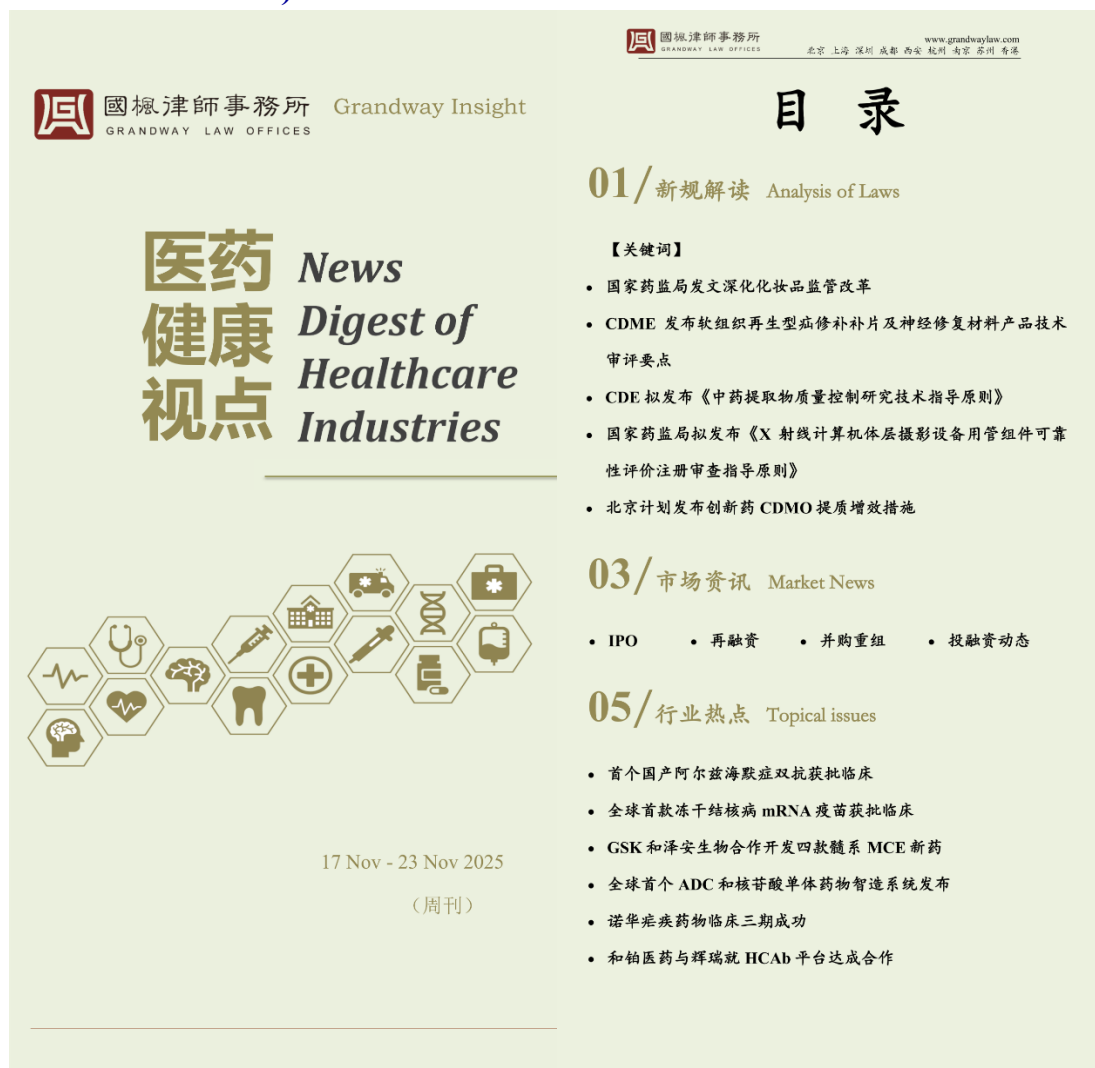 國楓律師事務所
GRANDWAY LAW OFFICES
Grandway Insight
医药
健康
视点
News
Digest of
Healthcare
Industries
17 Nov - 23 Nov 2025
（周刊）
國楓律師事務所
GRANDWAY LAW OFFICES
www.grandwaylaw.com
北京 上海 深圳 成都 西安 杭州 南京 苏州 香港
目 录
01/新规解读 Analysis of Laws
【关键词】
• 国家药监局发文深化化妆品监管改革
• CDME 发布软组织再生型疝修补补片及神经修复材料产品技术
审评要点
• CDE 拟发布《中药提取物质量控制研究技术指导原则》
• 国家药监局拟发布《X 射线计算机体层摄影设备用管组件可靠
性评价注册审查指导原则》
• 北京计划发布创新药 CDMO 提质增效措施
03/市场资讯 Market News
• IPO • 再融资 • 并购重组 • 投融资动态
05/行业热点 Topical issues
• 首个国产阿尔兹海默症双抗获批临床
• 全球首款冻干结核病 mRNA 疫苗获批临床
• GSK 和泽安生物合作开发四款髓系 MCE 新药
• 全球首个 ADC 和核苷酸单体药物智造系统发布
• 诺华疟疾药物临床三期成功
• 和铂医药与辉瑞就 HCAb 平台达成合作